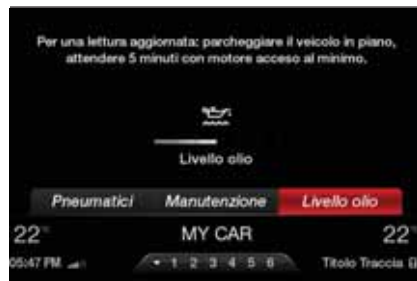 Per una lettura aggiornata: parcheggiare il veicolo in piano,
attendere 5 minuti con motore acceso al minimo.
Livello olio
Pneumatici Manutenzione Livello olio
22° MY CAR 22°
05:47 PM 1 2 3 4 5 6 Titolo Traccia